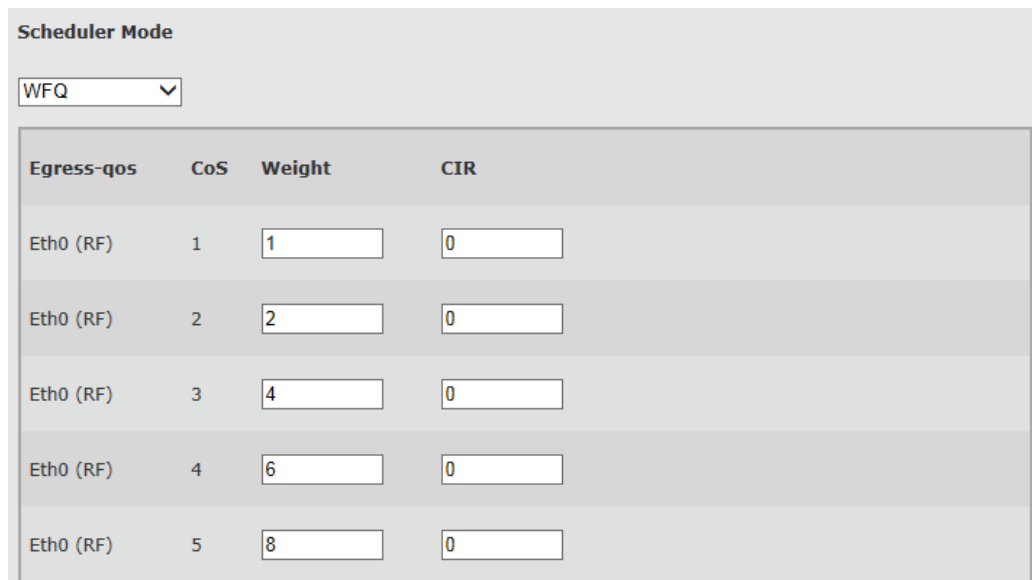 Scheduler Mode
WFQ
Egress-qos CoS Weight CIR
Eth0 (RF) 1 1 0
Eth0 (RF) 2 2 0
Eth0 (RF) 3 4 0
Eth0 (RF) 4 6 0
Eth0 (RF) 5 8 0